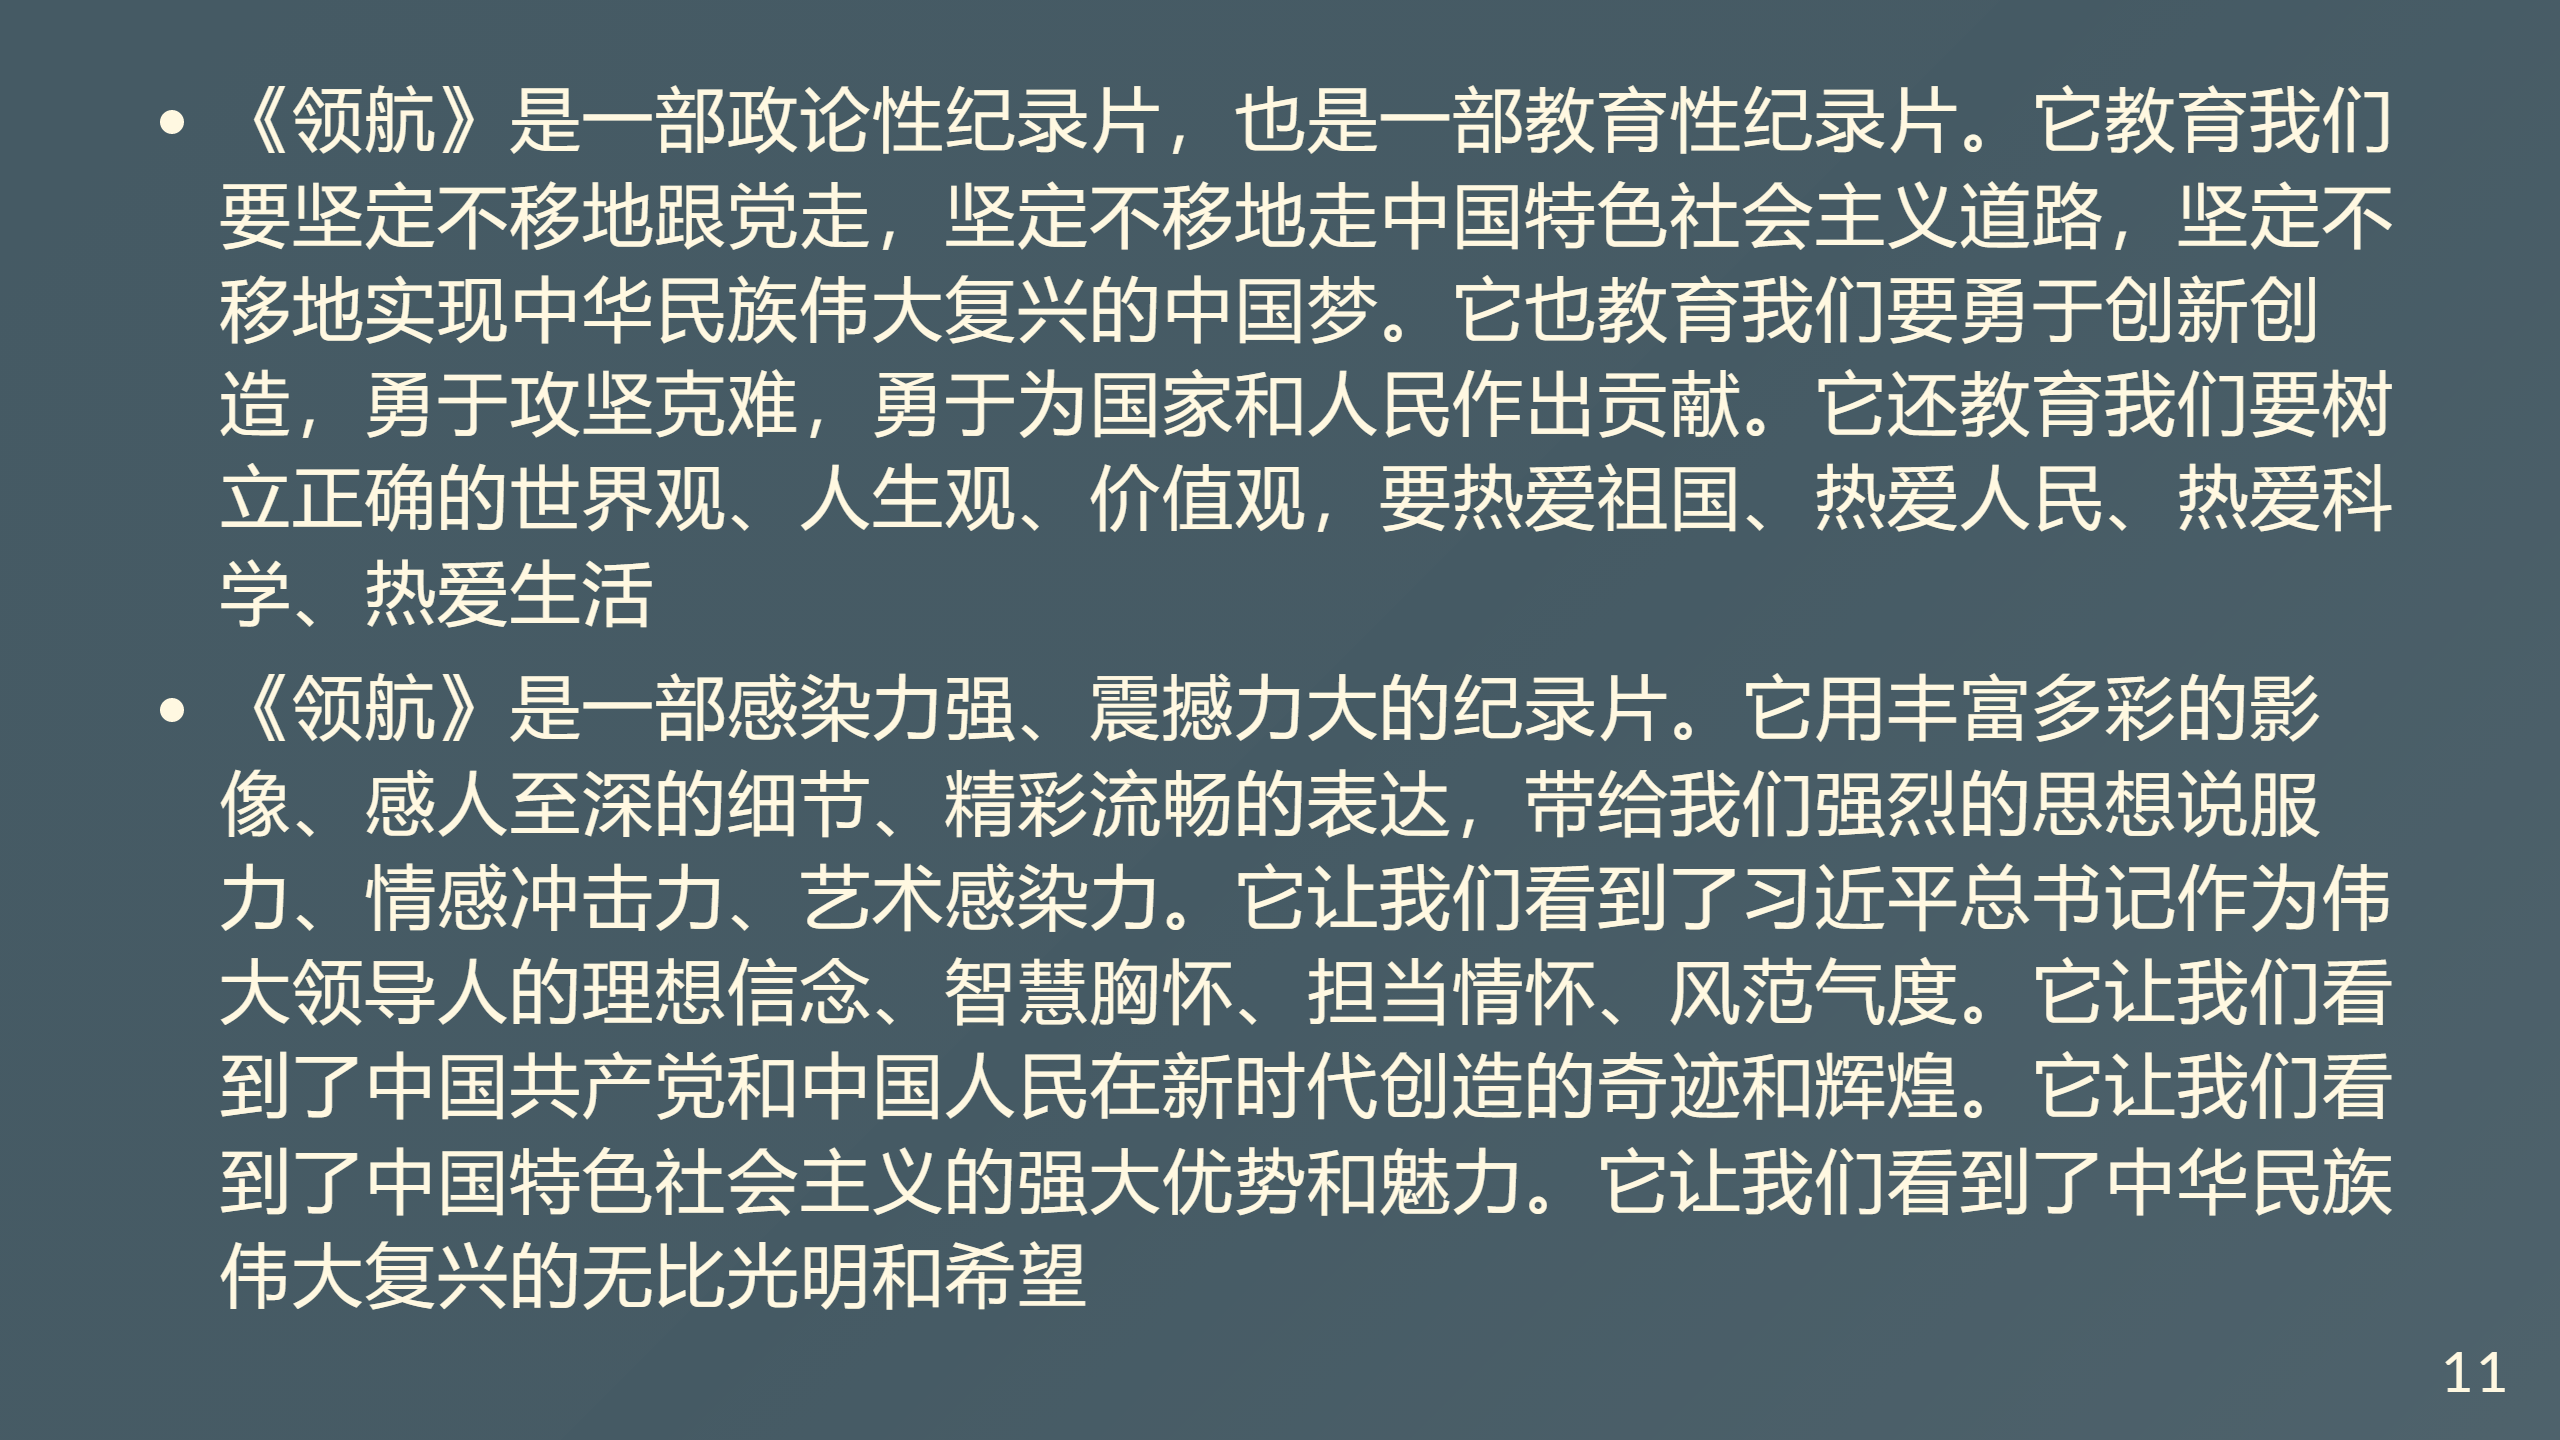 • 《领航》是一部政论性纪录片，也是一部教育性纪录片。它教育我们
要坚定不移地跟党走，坚定不移地走中国特色社会主义道路，坚定不
移地实现中华民族伟大复兴的中国梦。它也教育我们要勇于创新创
造，勇于攻坚克难，勇于为国家和人民作出贡献。它还教育我们要树
立正确的世界观、人生观、价值观，要热爱祖国、热爱人民、热爱科
学、热爱生活
• 《领航》是一部感染力强、震撼力大的纪录片。它用丰富多彩的影
像、感人至深的细节、精彩流畅的表达，带给我们强烈的思想说服
力、情感冲击力、艺术感染力。它让我们看到了习近平总书记作为伟
大领导人的理想信念、智慧胸怀、担当情怀、风范气度。它让我们看
到了中国共产党和中国人民在新时代创造的奇迹和辉煌。它让我们看
到了中国特色社会主义的强大优势和魅力。它让我们看到了中华民族
伟大复兴的无比光明和希望
11